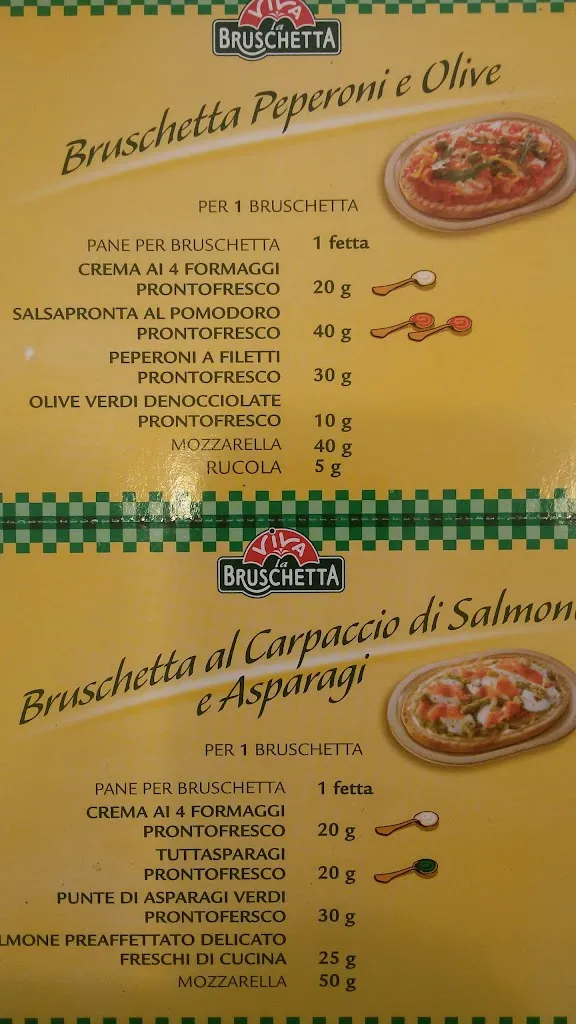 VIVA
la
BRUSCHETTA
Bruschetta Peperoni e Olive
PER 1 BRUSCHETTA
PANE PER BRUSCHETTA 1 fetta
CREMA AI 4 FORMAGGI
PRONTOFRESCO 20 g
SALSAPRONTA AL POMODORO
PRONTOFRESCO 40 g
PEPERONI A FILETTI
PRONTOFRESCO 30 g
OLIVE VERDI DENOCCIOLATE
PRONTOFRESCO 10 g
MOZZARELLA 40 g
RUCOLA 5 g
VIVA
la
BRUSCHETTA
Bruschetta al Carpaccio di Salmon
e Asparagi
PER 1 BRUSCHETTA
PANE PER BRUSCHETTA 1 fetta
CREMA AI 4 FORMAGGI
PRONTOFRESCO 20 g
TUTTASPARAGI
PRONTOFRESCO 20 g
PUNTE DI ASPARAGI VERDI
PRONTOFERSCO 30 g
LMONE PREAFFETTATO DELICATO
FRESCHI DI CUCINA 25 g
MOZZARELLA 50 g